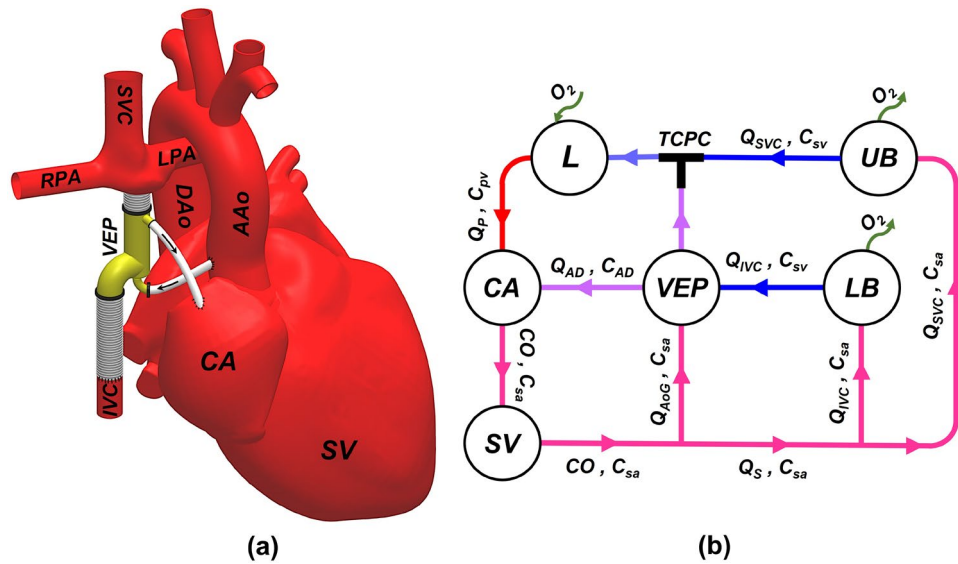 SVC
RPA
LPA
DAo
AAo
VEP
CA
IVC
SV
(a)
O2
O2
L
TCPC
QSVC , Csv
UB
QP , Cpv
O2
CA
QAD , CAD
VEP
QIVC , Csv
LB
CO , Csa
QAoG , Csa
QIVC , Csa
QSVC , Csa
SV
CO , Csa
QS , Csa
(b)